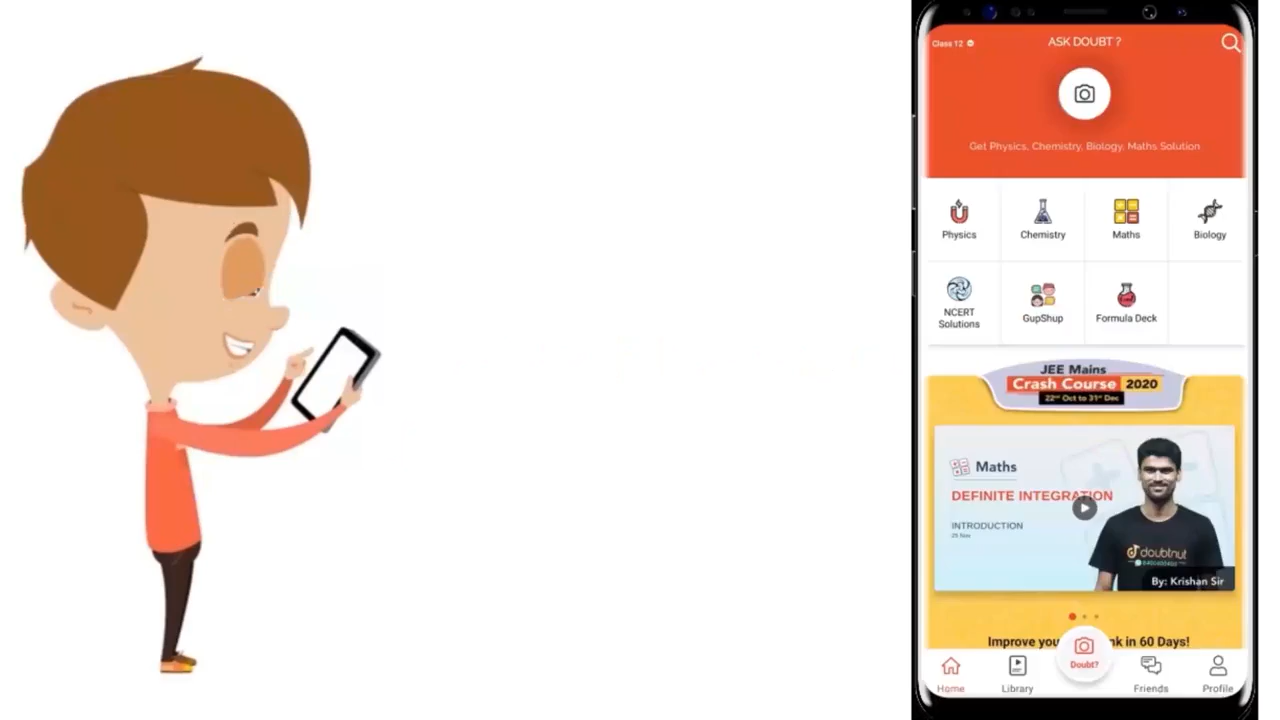 Class 12
ASK DOUBT ?
Get Physics, Chemistry, Biology, Maths Solution
Physics
Chemistry
Maths
Biology
NCERT
Solutions
GupShup
Formula Deck
JEE Mains
Crash Course 2020
22nd Oct to 31st Dec
Maths
DEFINITE INTEGRATION
INTRODUCTION
doubtnut
By: Krishan Sir
Improve you nk in 60 Days!
Doubt?
Home
Library
Friends
Profile